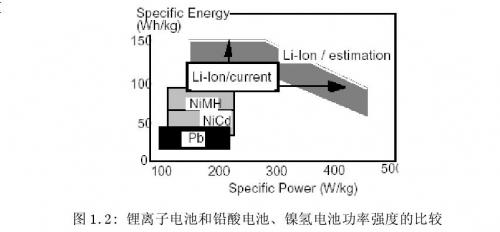 Specific Energy
(Wh/kg)
150
Li-Ion / estimation
Li-Ion/current
100
NiMH
NiCd
50
Pb
0
100 200 300 400 500
Specific Power (W/kg)
图 1.2: 锂离子电池和铅酸电池、镍氢电池功率强度的比较